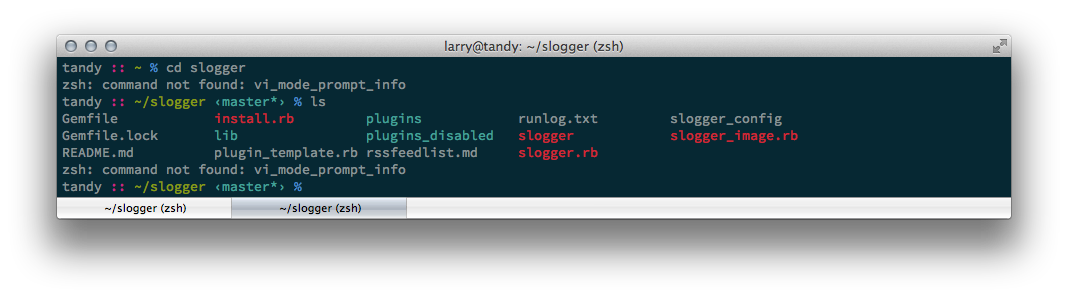 larry@tandy: ~/slogger (zsh)
tandy :: ~ % cd slogger
zsh: command not found: vi_mode_prompt_info
tandy :: ~/slogger ‹master*› % ls
Gemfile install.rb plugins runlog.txt slogger_config
Gemfile.lock lib plugins_disabled slogger slogger_image.rb
README.md plugin_template.rb rssfeedlist.md slogger.rb
zsh: command not found: vi_mode_prompt_info
tandy :: ~/slogger ‹master*› %
~/slogger (zsh) ~/slogger (zsh)